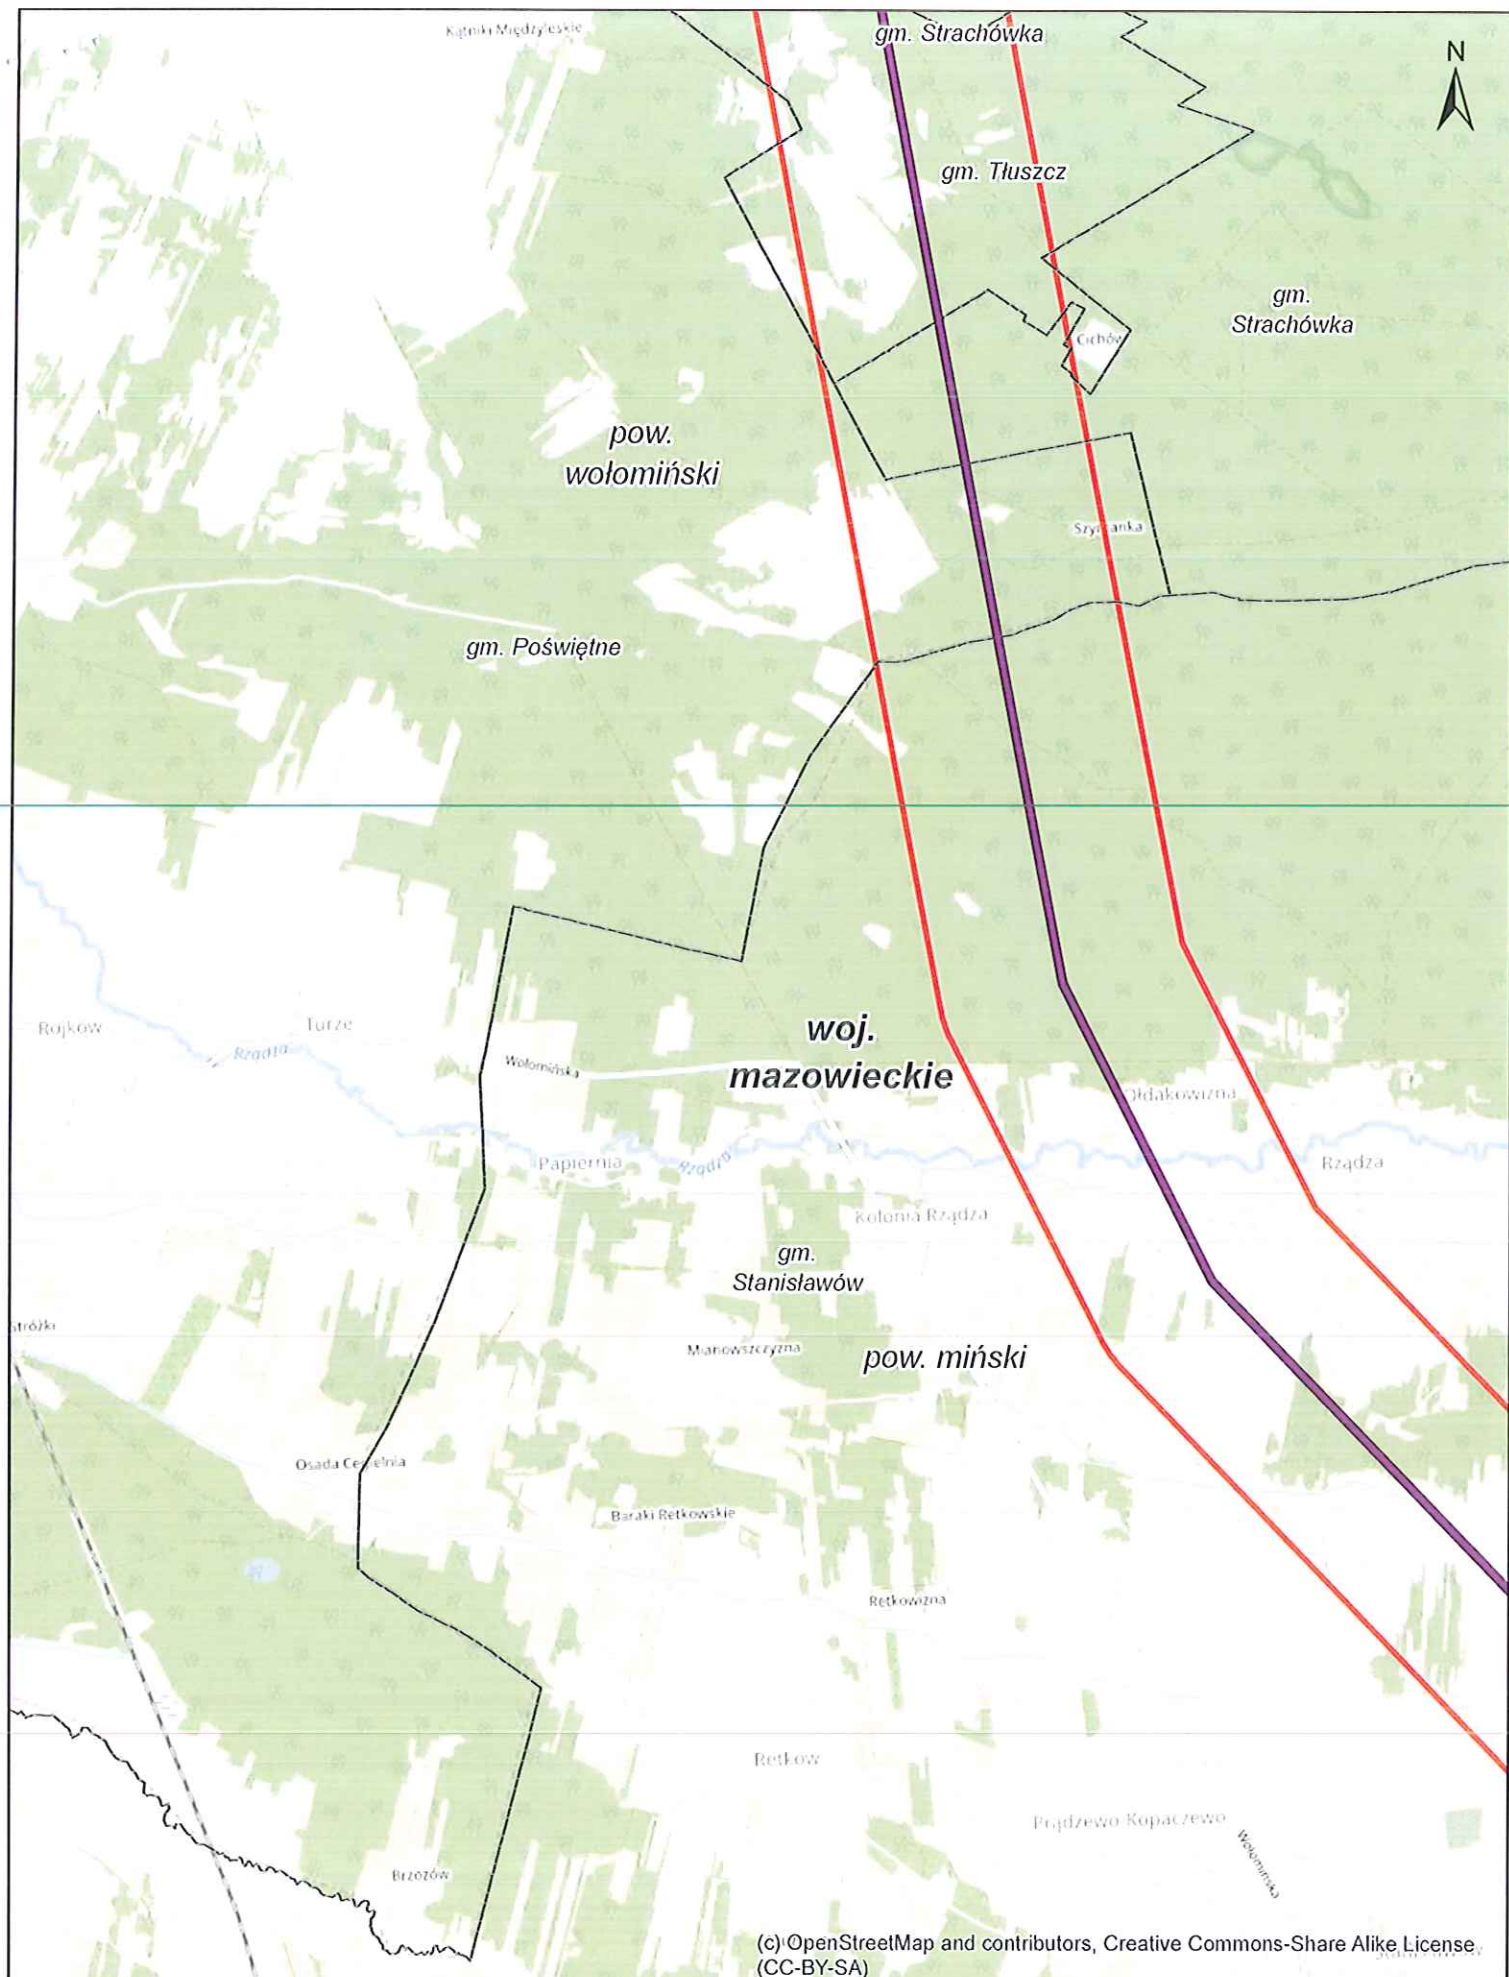 Kątniki Międzyleskie
gm. Strachówka
N
gm. Tłuszcz
gm.
Strachówka
Cichów
pow.
wołomiński
Szymanka
gm. Poświętne
Rojków
Turze
Rządza
Wołomińska
woj.
mazowieckie
Ołdakowizna
Papiernia
Rządza
Rządza
Kolonia Rządza
gm.
Stanisławów
Stróżki
Mianowszczyzna
pow. miński
Osada Cegielnia
Baraki Retkowskie
Retkowizna
Retków
Prądzewo-Kopaczewo
Wołomińska
Brzozów
(c) OpenStreetMap and contributors, Creative Commons-Share Alike License
(CC-BY-SA)